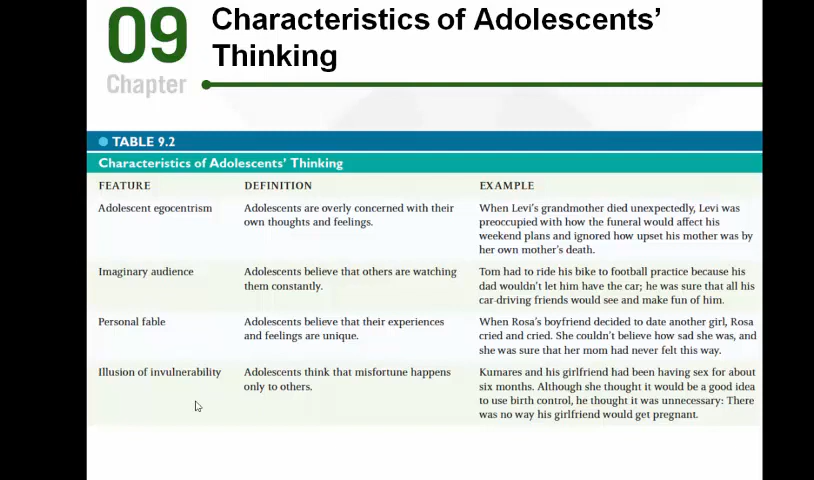 09
Chapter
Characteristics of Adolescents’
Thinking
TABLE 9.2
Characteristics of Adolescents’ Thinking
FEATURE DEFINITION EXAMPLE
Adolescent egocentrism
Adolescents are overly concerned with their
own thoughts and feelings.
When Levi’s grandmother died unexpectedly, Levi was
preoccupied with how the funeral would affect his
weekend plans and ignored how upset his mother was by
her own mother’s death.
Imaginary audience
Adolescents believe that others are watching
them constantly.
Tom had to ride his bike to football practice because his
dad wouldn’t let him have the car; he was sure that all his
car-driving friends would see and make fun of him.
Personal fable
Adolescents believe that their experiences
and feelings are unique.
When Rosa’s boyfriend decided to date another girl, Rosa
cried and cried. She couldn’t believe how sad she was, and
she was sure that her mom had never felt this way.
Illusion of invulnerability
Adolescents think that misfortune happens
only to others.
Kumares and his girlfriend had been having sex for about
six months. Although she thought it would be a good idea
to use birth control, he thought it was unnecessary: There
was no way his girlfriend would get pregnant.